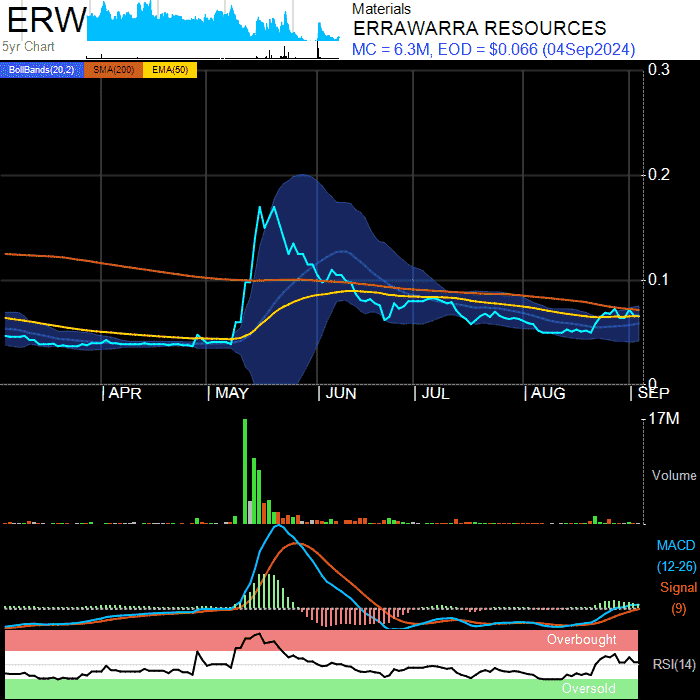 ERW
5yr Chart
Materials
ERRAWARRA RESOURCES
MC = 6.3M, EOD = $0.066 (04Sep2024)
BollBands(20,2) SMA(200) EMA(50)
0.3
0.2
0.1
0
APR MAY JUN JUL AUG SEP
17M
Volume
MACD
(12-26)
Signal
(9)
Overbought
RSI(14)
Oversold